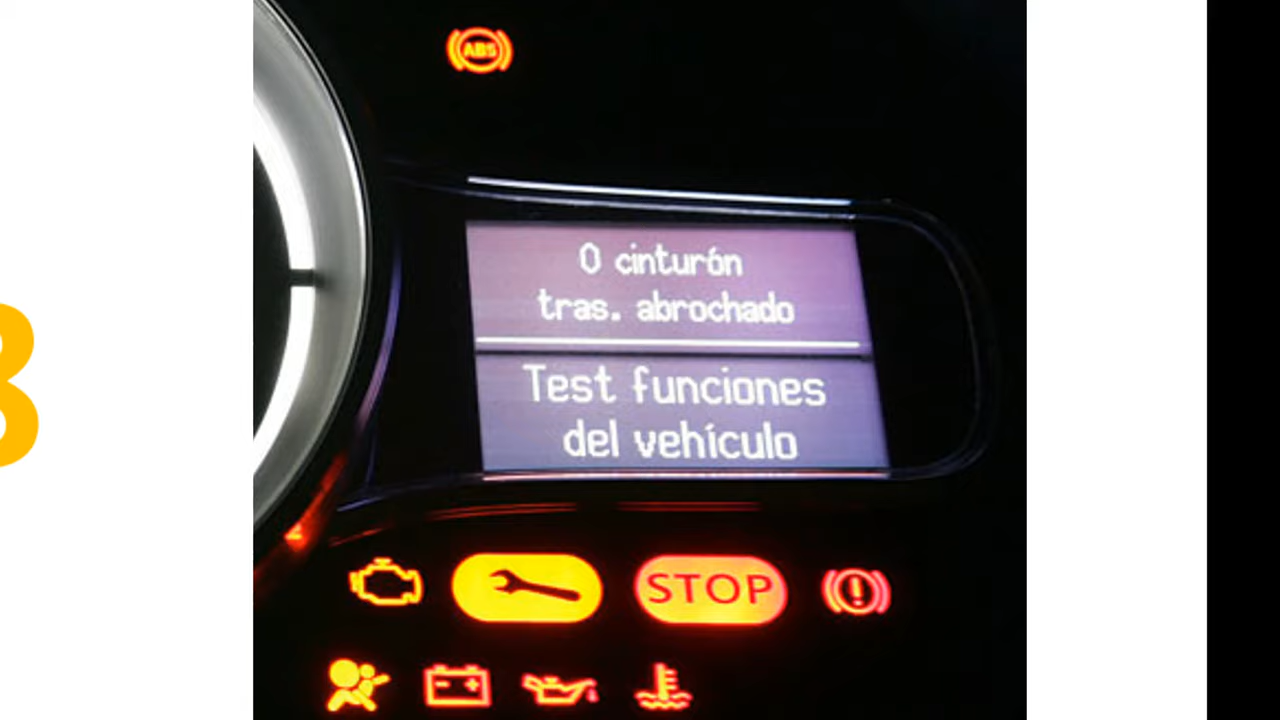 ABS
0 cinturón
tras. abrochado
Test funciones
del vehículo
STOP